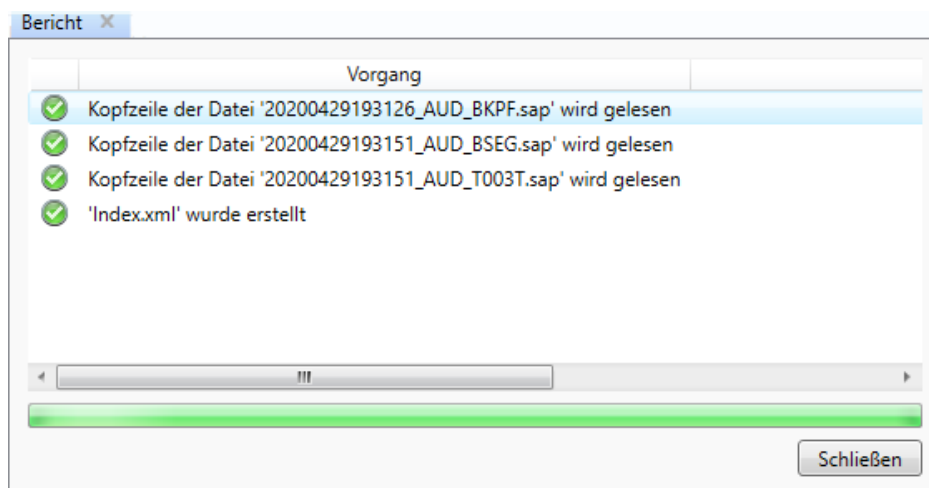 Bericht
Vorgang
Kopfzeile der Datei '20200429193126_AUD_BKPF.sap' wird gelesen
Kopfzeile der Datei '20200429193151_AUD_BSEG.sap' wird gelesen
Kopfzeile der Datei '20200429193151_AUD_T003T.sap' wird gelesen
'Index.xml' wurde erstellt
Schließen